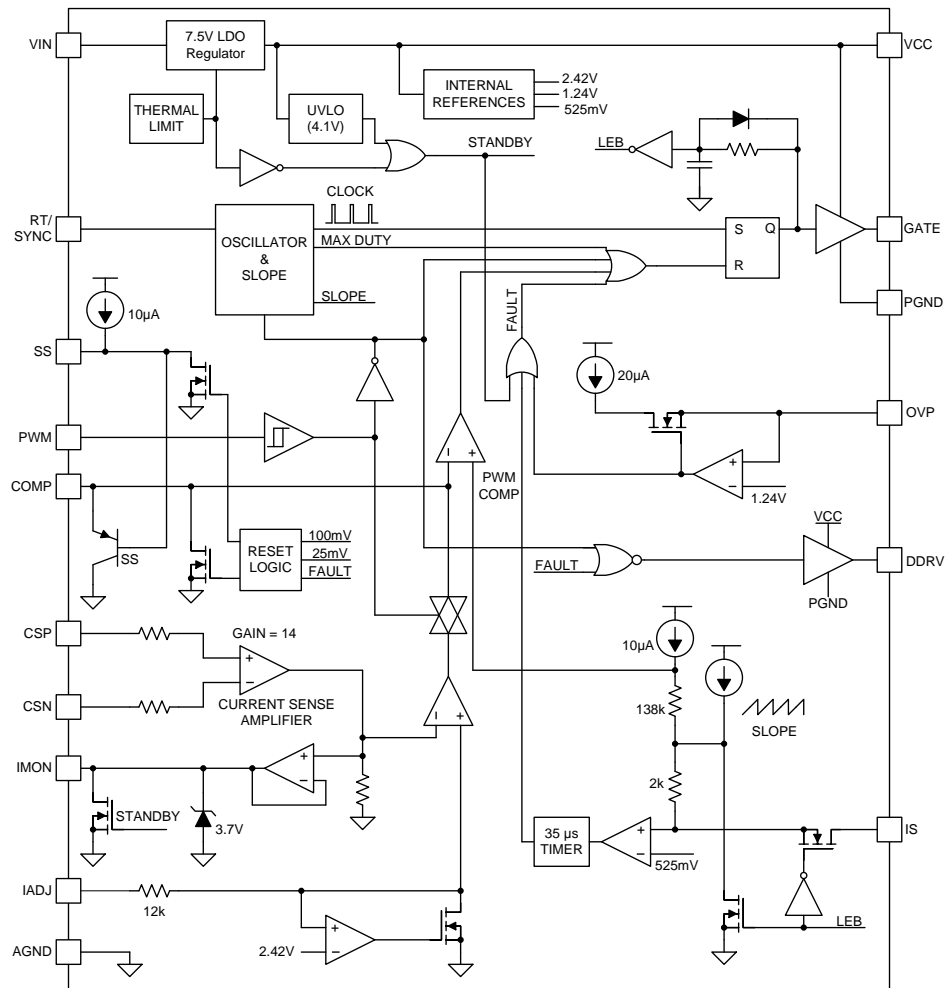 VIN
7.5V LDO
Regulator
VCC
THERMAL
LIMIT
UVLO
(4.1V)
INTERNAL
REFERENCES
2.42V
1.24V
525mV
STANDBY
LEB
CLOCK
RT/
SYNC
OSCILLATOR
&
SLOPE
MAX DUTY
SLOPE
S
Q
R
GATE
PGND
10µA
FAULT
SS
20µA
OVP
PWM
COMP
PWM
COMP
+
–
+
–
1.24V
SS
RESET
LOGIC
100mV
25mV
FAULT
FAULT
VCC
PGND
DDRV
CSP
CSN
GAIN = 14
+
–
CURRENT SENSE
AMPLIFIER
–
+
10µA
138k
SLOPE
2k
IMON
+
–
STANDBY
3.7V
35 µs
TIMER
+
–
525mV
IS
IADJ
12k
+
–
2.42V
LEB
AGND